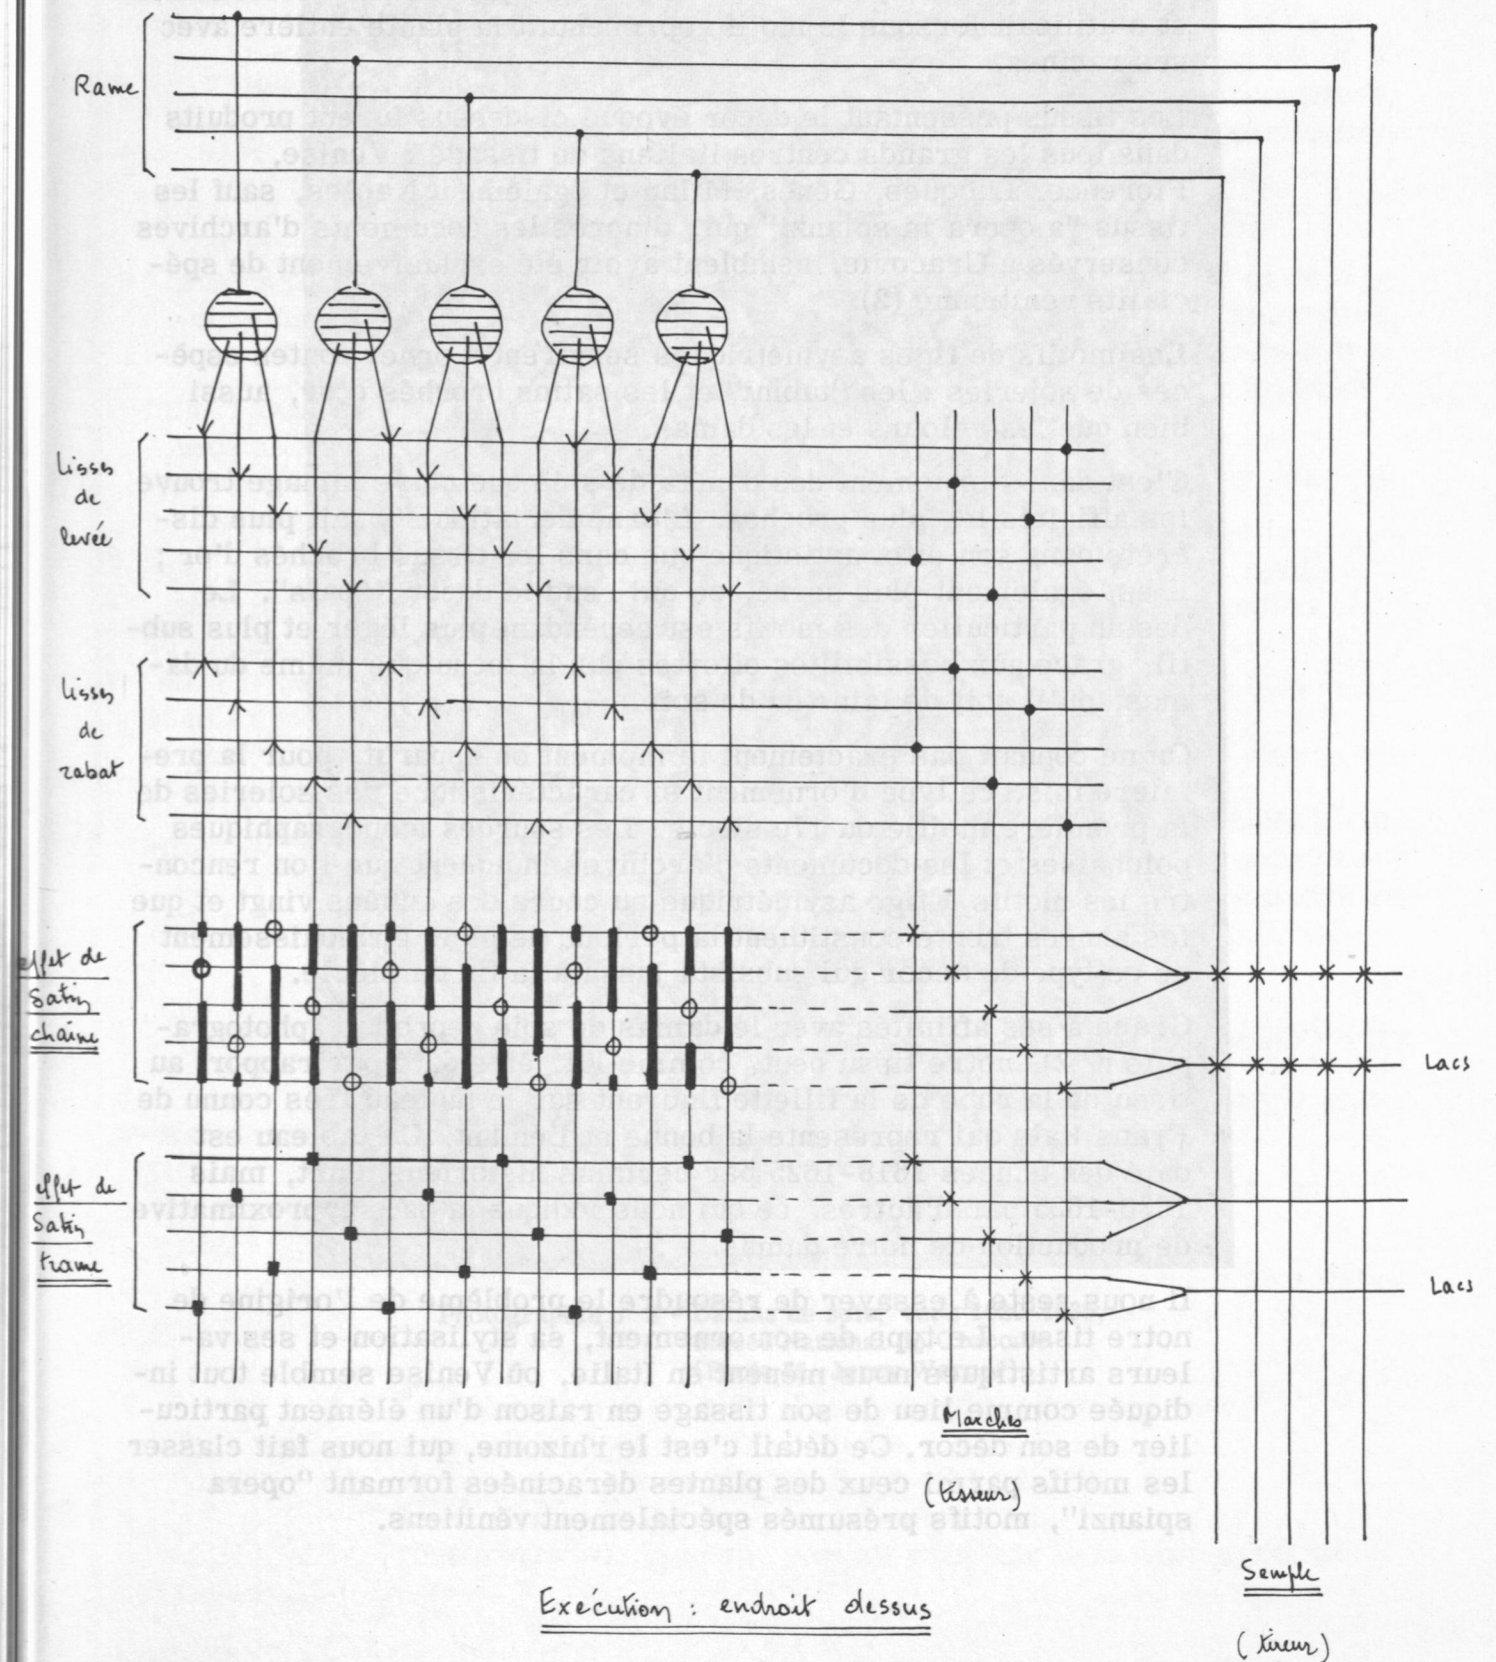 Rame
lisses
de
levée
lisses
de
rabat
effet de
Satin
chaîne
Lacs
effet de
Satin
trame
Lacs
Marches
(tisseur)
Semple
Exécution : endroit dessus
(tireur)